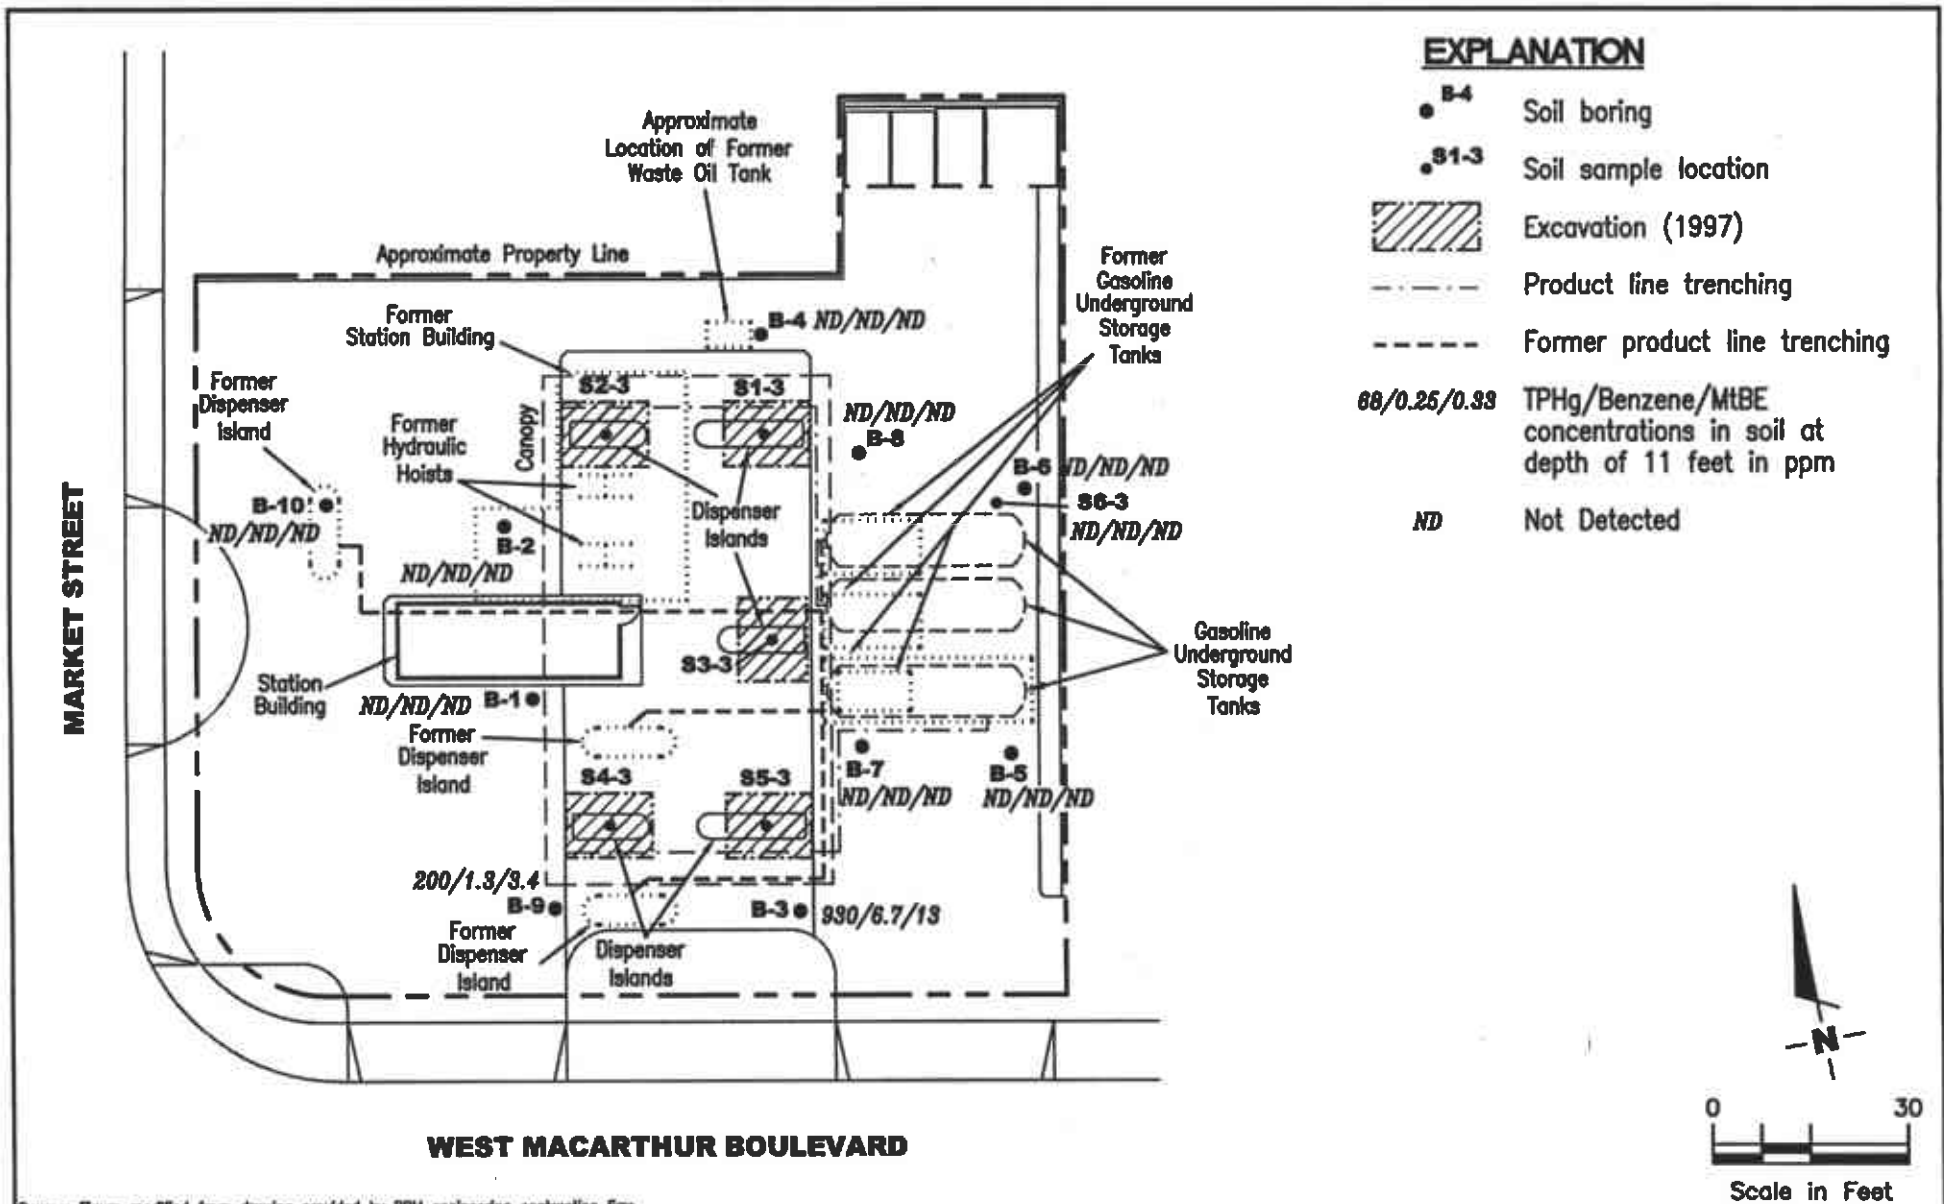 EXPLANATION
B-4
Soil boring
S1-3
Soil sample location
Excavation (1997)
Product line trenching
Former product line trenching
68/0.25/0.33
TPHg/Benzene/MtBE
concentrations in soil at
depth of 11 feet in ppm
ND
Not Detected
Approximate
Location of Former
Waste Oil Tank
Approximate Property Line
Former
Gasoline
Underground
Storage
Tanks
Former
Station Building
B-4 ND/ND/ND
Former
Dispenser
Island
S2-3
S1-3
Former
Hydraulic
Hoists
Canopy
ND/ND/ND
B-8
B-6 ND/ND/ND
S6-3
ND/ND/ND
B-10
ND/ND/ND
B-2
ND/ND/ND
Dispenser
Islands
MARKET STREET
Gasoline
Underground
Storage
Tanks
S3-3
Station
Building
ND/ND/ND B-1
Former
Dispenser
Island
S4-3
S5-3
B-7
ND/ND/ND
B-5
ND/ND/ND
200/1.3/3.4
B-9
B-3 930/6.7/13
Former
Dispenser
Island
Dispenser
Islands
N
WEST MACARTHUR BOULEVARD
0 30
Scale in Feet